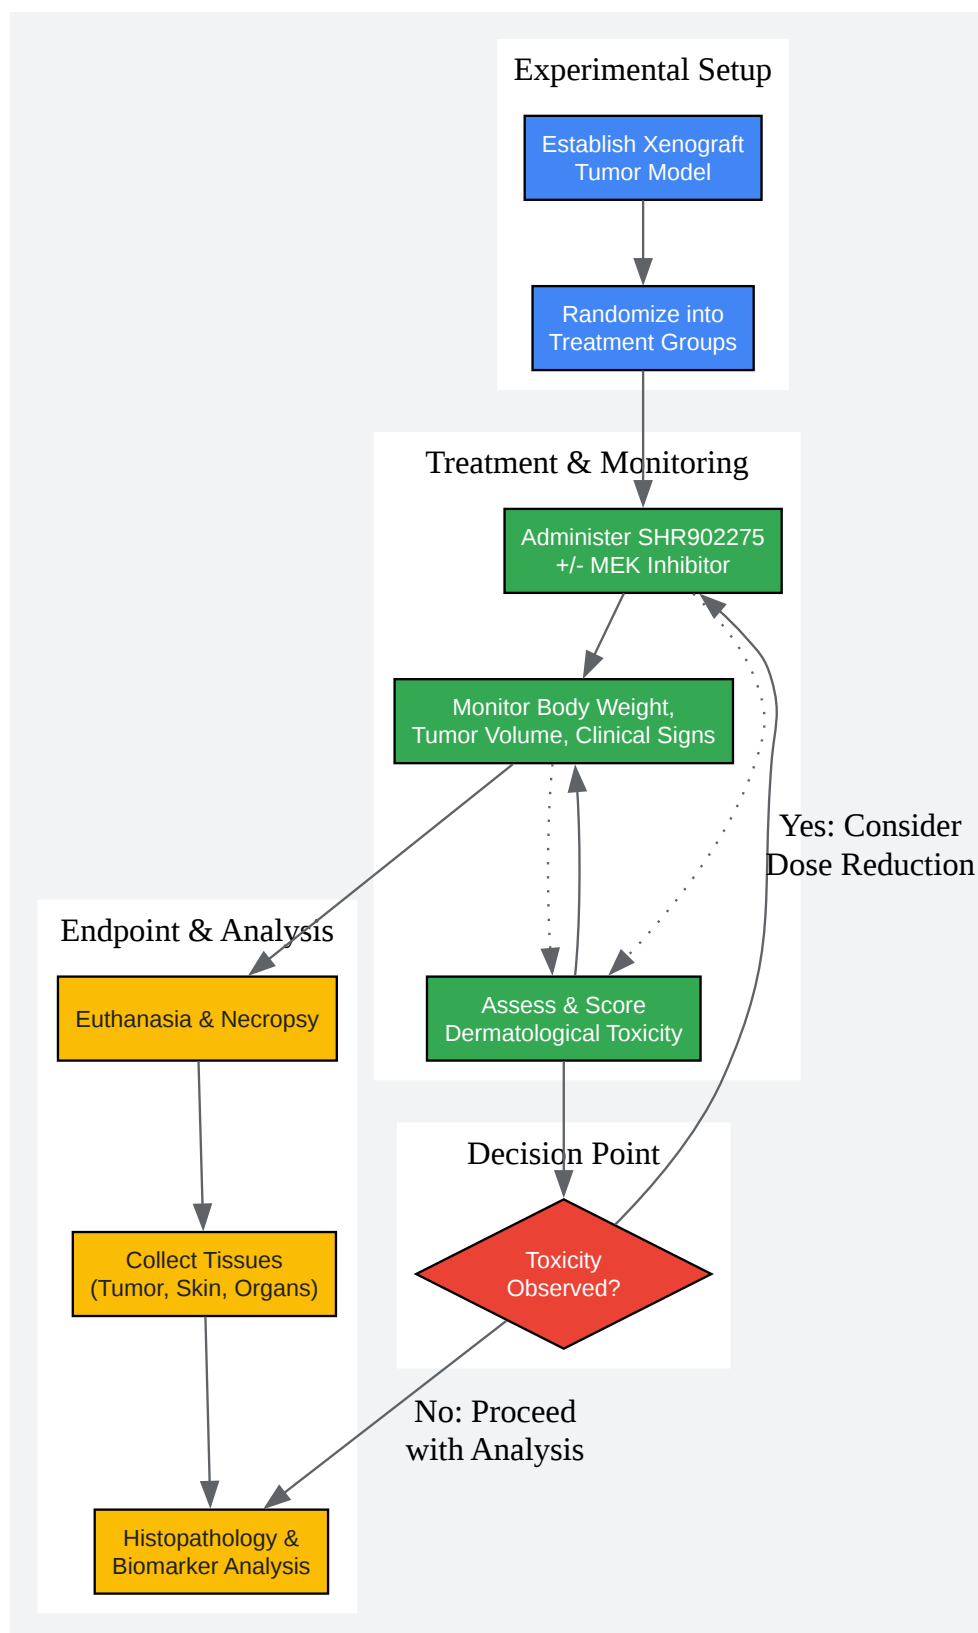 Experimental Setup
Establish Xenograft
Tumor Model
Randomize into
Treatment Groups
Treatment & Monitoring
Administer SHR902275
+/- MEK Inhibitor
Monitor Body Weight,
Tumor Volume, Clinical Signs
Yes: Consider
Dose Reduction
Endpoint & Analysis
Euthanasia & Necropsy
Assess & Score
Dermatological Toxicity
Decision Point
Collect Tissues
(Tumor, Skin, Organs)
Toxicity
Observed?
No: Proceed
with Analysis
Histopathology &
Biomarker Analysis